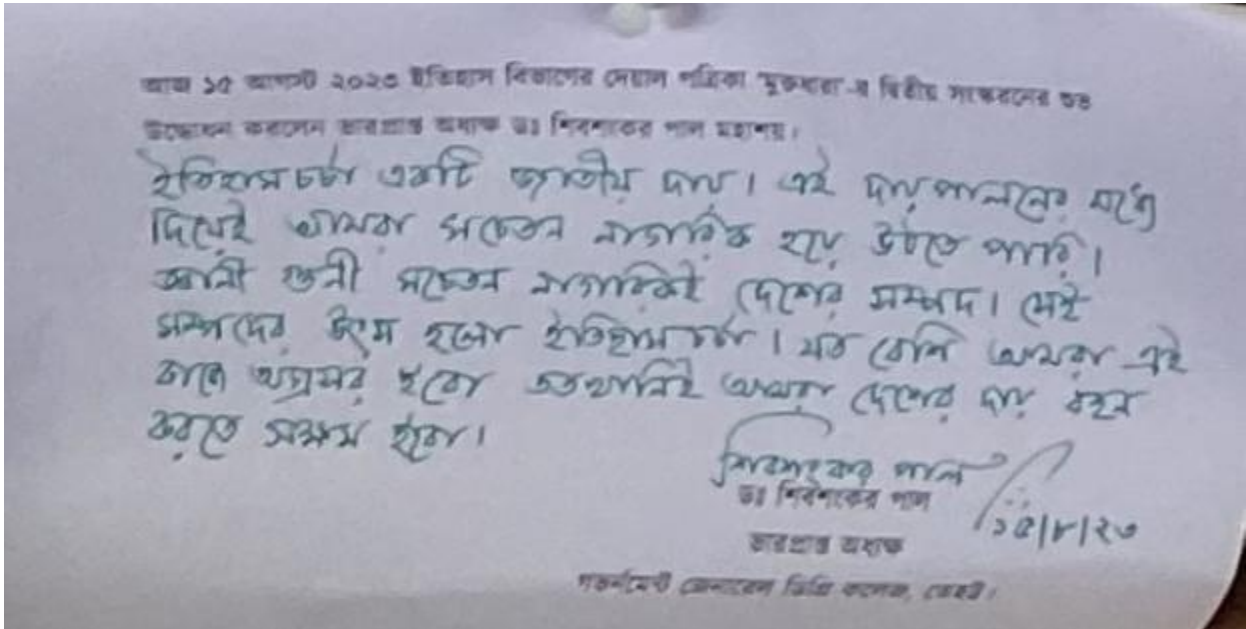 আজ ১৫ আগস্ট ২০২৩ ইতিহাস বিভাগের দেয়াল পত্রিকা 'মুক্তধারা'-র দ্বিতীয় সংস্করণের শুভ
উদ্বোধন করলেন ভারপ্রাপ্ত অধ্যক্ষ ডঃ শিবশংকর পাল মহাশয়।
ইতিহাস চর্চা একটি জাতীয় দায়। এই দায় পালনের মধ্যে
দিয়েই আমরা সচেতন নাগরিক হয়ে উঠতে পারি।
জ্ঞানী গুনী সচেতন নাগরিকই দেশের সম্পদ। সেই
সম্পদের উৎস হলো ইতিহাস চর্চা। যত বেশি আমরা এই
কাজে অগ্রসর হবো ততখানিই আমরা দেশের দায় বহন
করতে সক্ষম হবো।
শিবশংকর পাল
ডঃ শিবশংকর পাল
১৫/৮/২৩
ভারপ্রাপ্ত অধ্যক্ষ
গভর্নমেন্ট জেনারেল ডিগ্রি কলেজ,